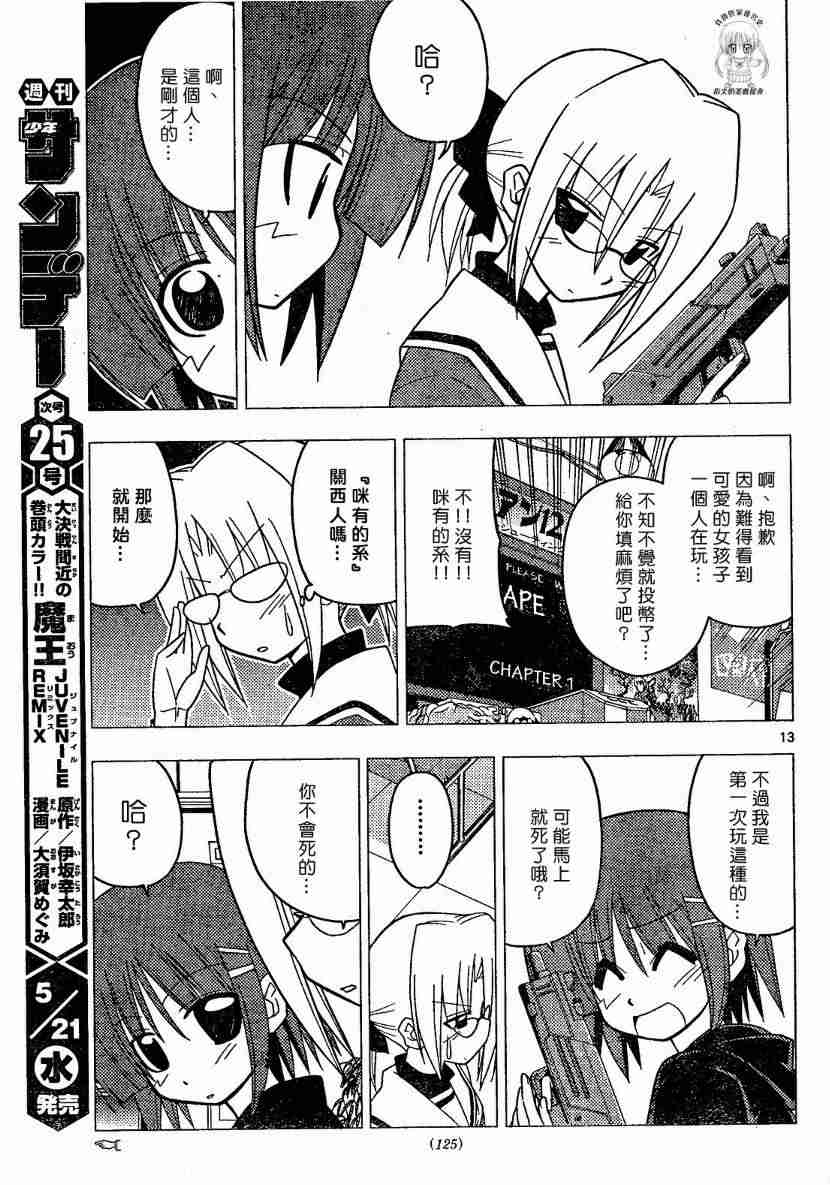 哈？
啊、
這個人…
是剛才的…
啊、抱歉
因為難得看到
可愛的女孩子
一個人在玩…
不知不覺就投幣了…
給你填麻煩了吧？
不!!沒有!!
咪有的系!!
アン12
PLEASE
APE
CHAPTER 1
『咪有的系』
關西人嗎…
那麼
就開始…
13
不過我是
第一次玩這種的…
可能馬上
就死了哦？
………
你不會死的…
哈？
(125)
週刊
少年
サンデー
次号
25
号
大決戦間近の
巻頭カラー!!
魔王
JUVENILE
REMIX
原作／伊坂幸太郎
漫画／大須賀めぐみ
5/21
水
発売